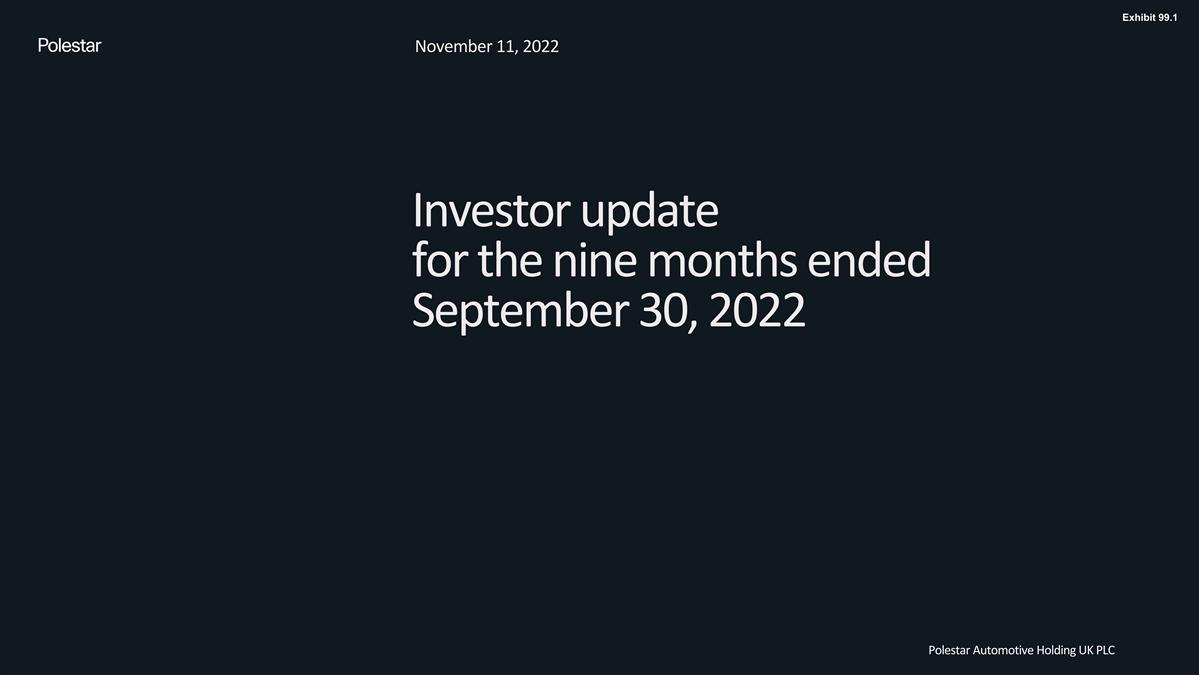 Exhibit 99.1
Polestar
November 11, 2022
Investor update
for the nine months ended
September 30, 2022
Polestar Automotive Holding UK PLC